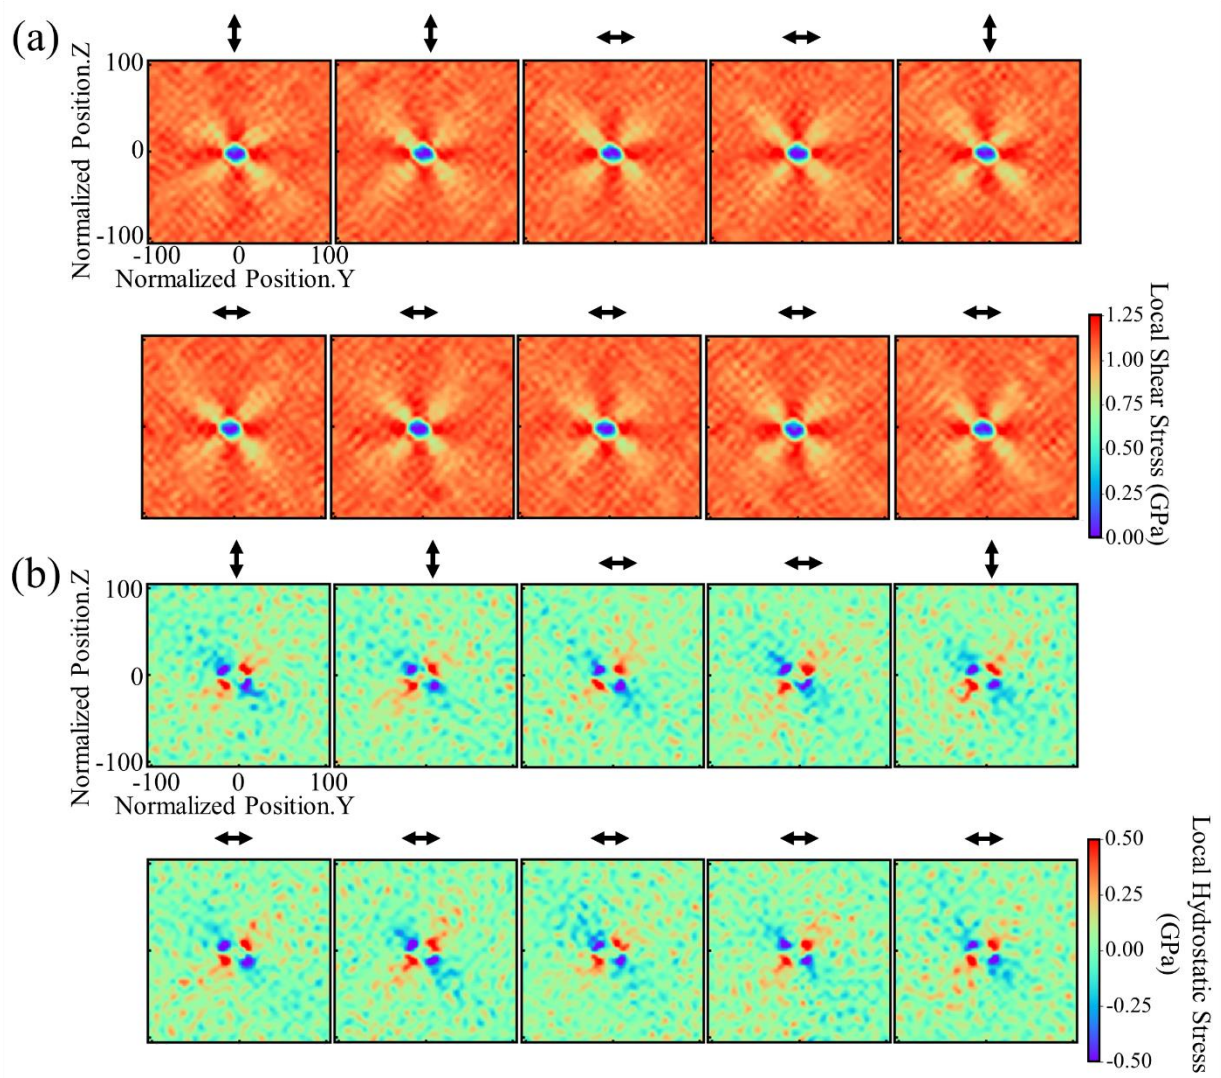 (a)
Normalized Position.Z
100
0
-100
-100 0 100
Normalized Position.Y
Local Shear Stress (GPa)
1.25
1.00
0.75
0.50
0.25
0.00
(b)
Normalized Position.Z
100
0
-100
-100 0 100
Normalized Position.Y
Local Hydrostatic Stress
(GPa)
0.50
0.25
0.00
-0.25
-0.50